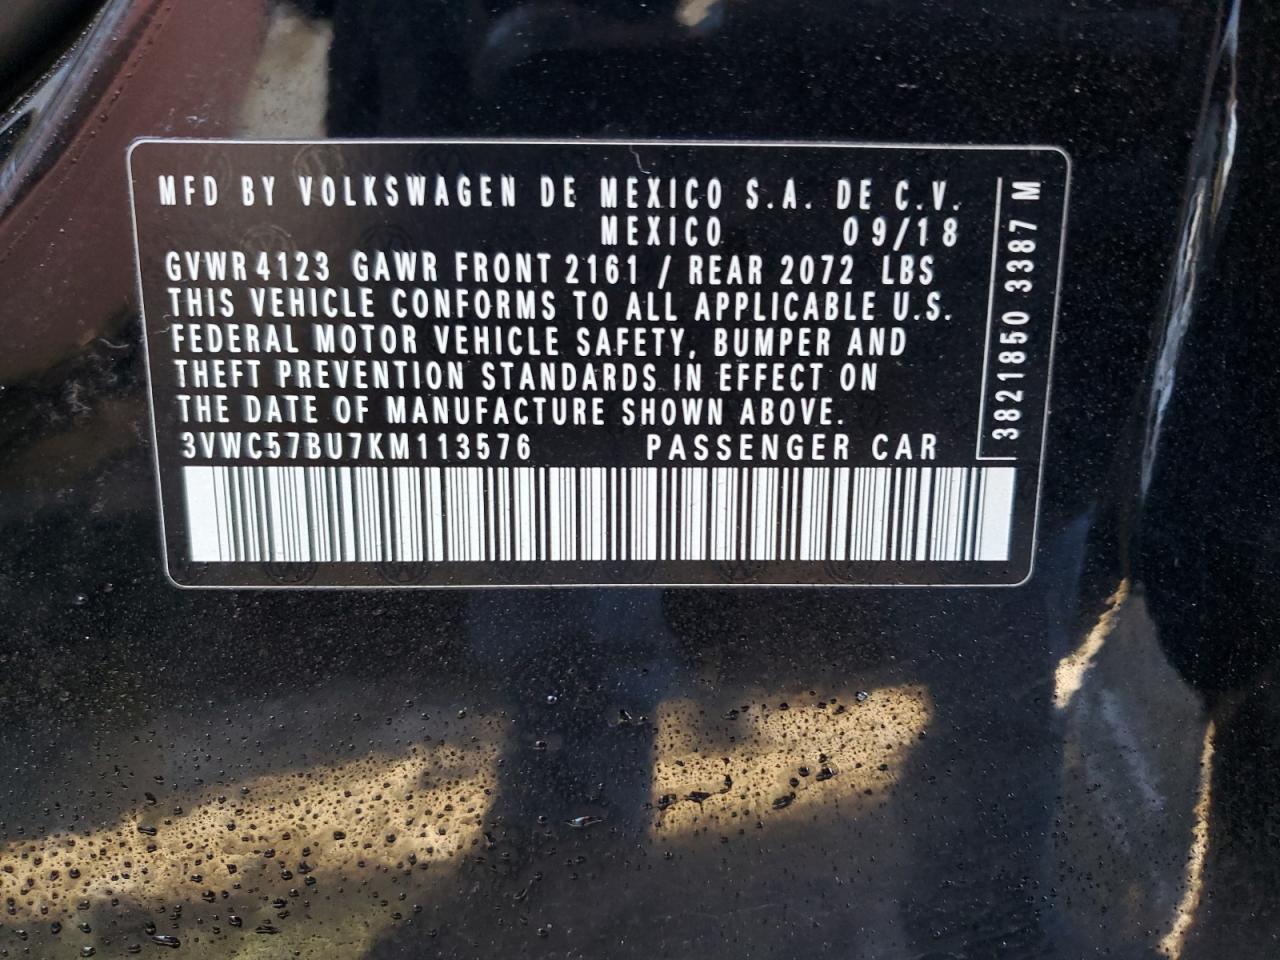 MFD BY VOLKSWAGEN DE MEXICO S.A. DE C.V.
MEXICO 09/18
GVWR 4123 GAWR FRONT 2161 / REAR 2072 LBS
THIS VEHICLE CONFORMS TO ALL APPLICABLE U.S.
FEDERAL MOTOR VEHICLE SAFETY, BUMPER AND
THEFT PREVENTION STANDARDS IN EFFECT ON
THE DATE OF MANUFACTURE SHOWN ABOVE.
3VWC57BU7KM113576 PASSENGER CAR
3821850 3387 M